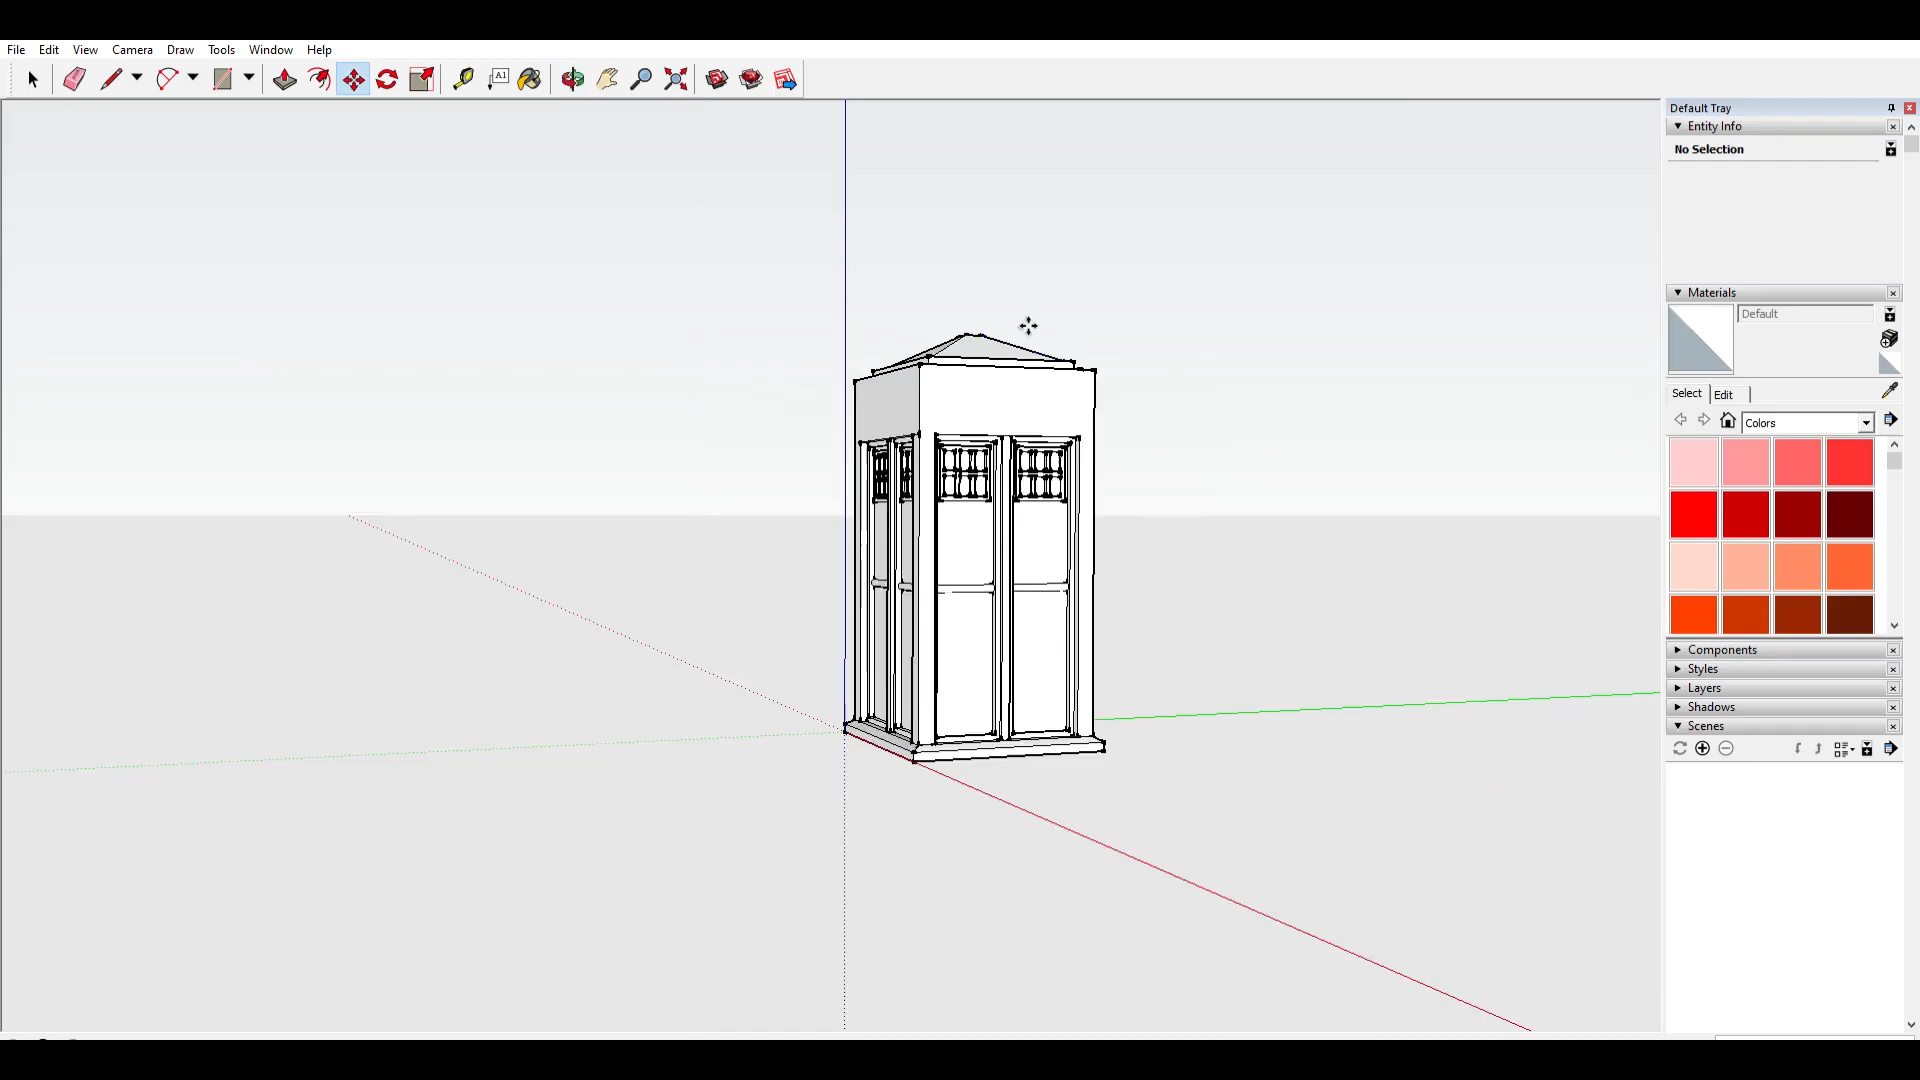 File Edit View Camera Draw Tools Window Help
A1
Default Tray
Entity Info
No Selection
Materials
Default
Select Edit
Colors
Components
Styles
Layers
Shadows
Scenes